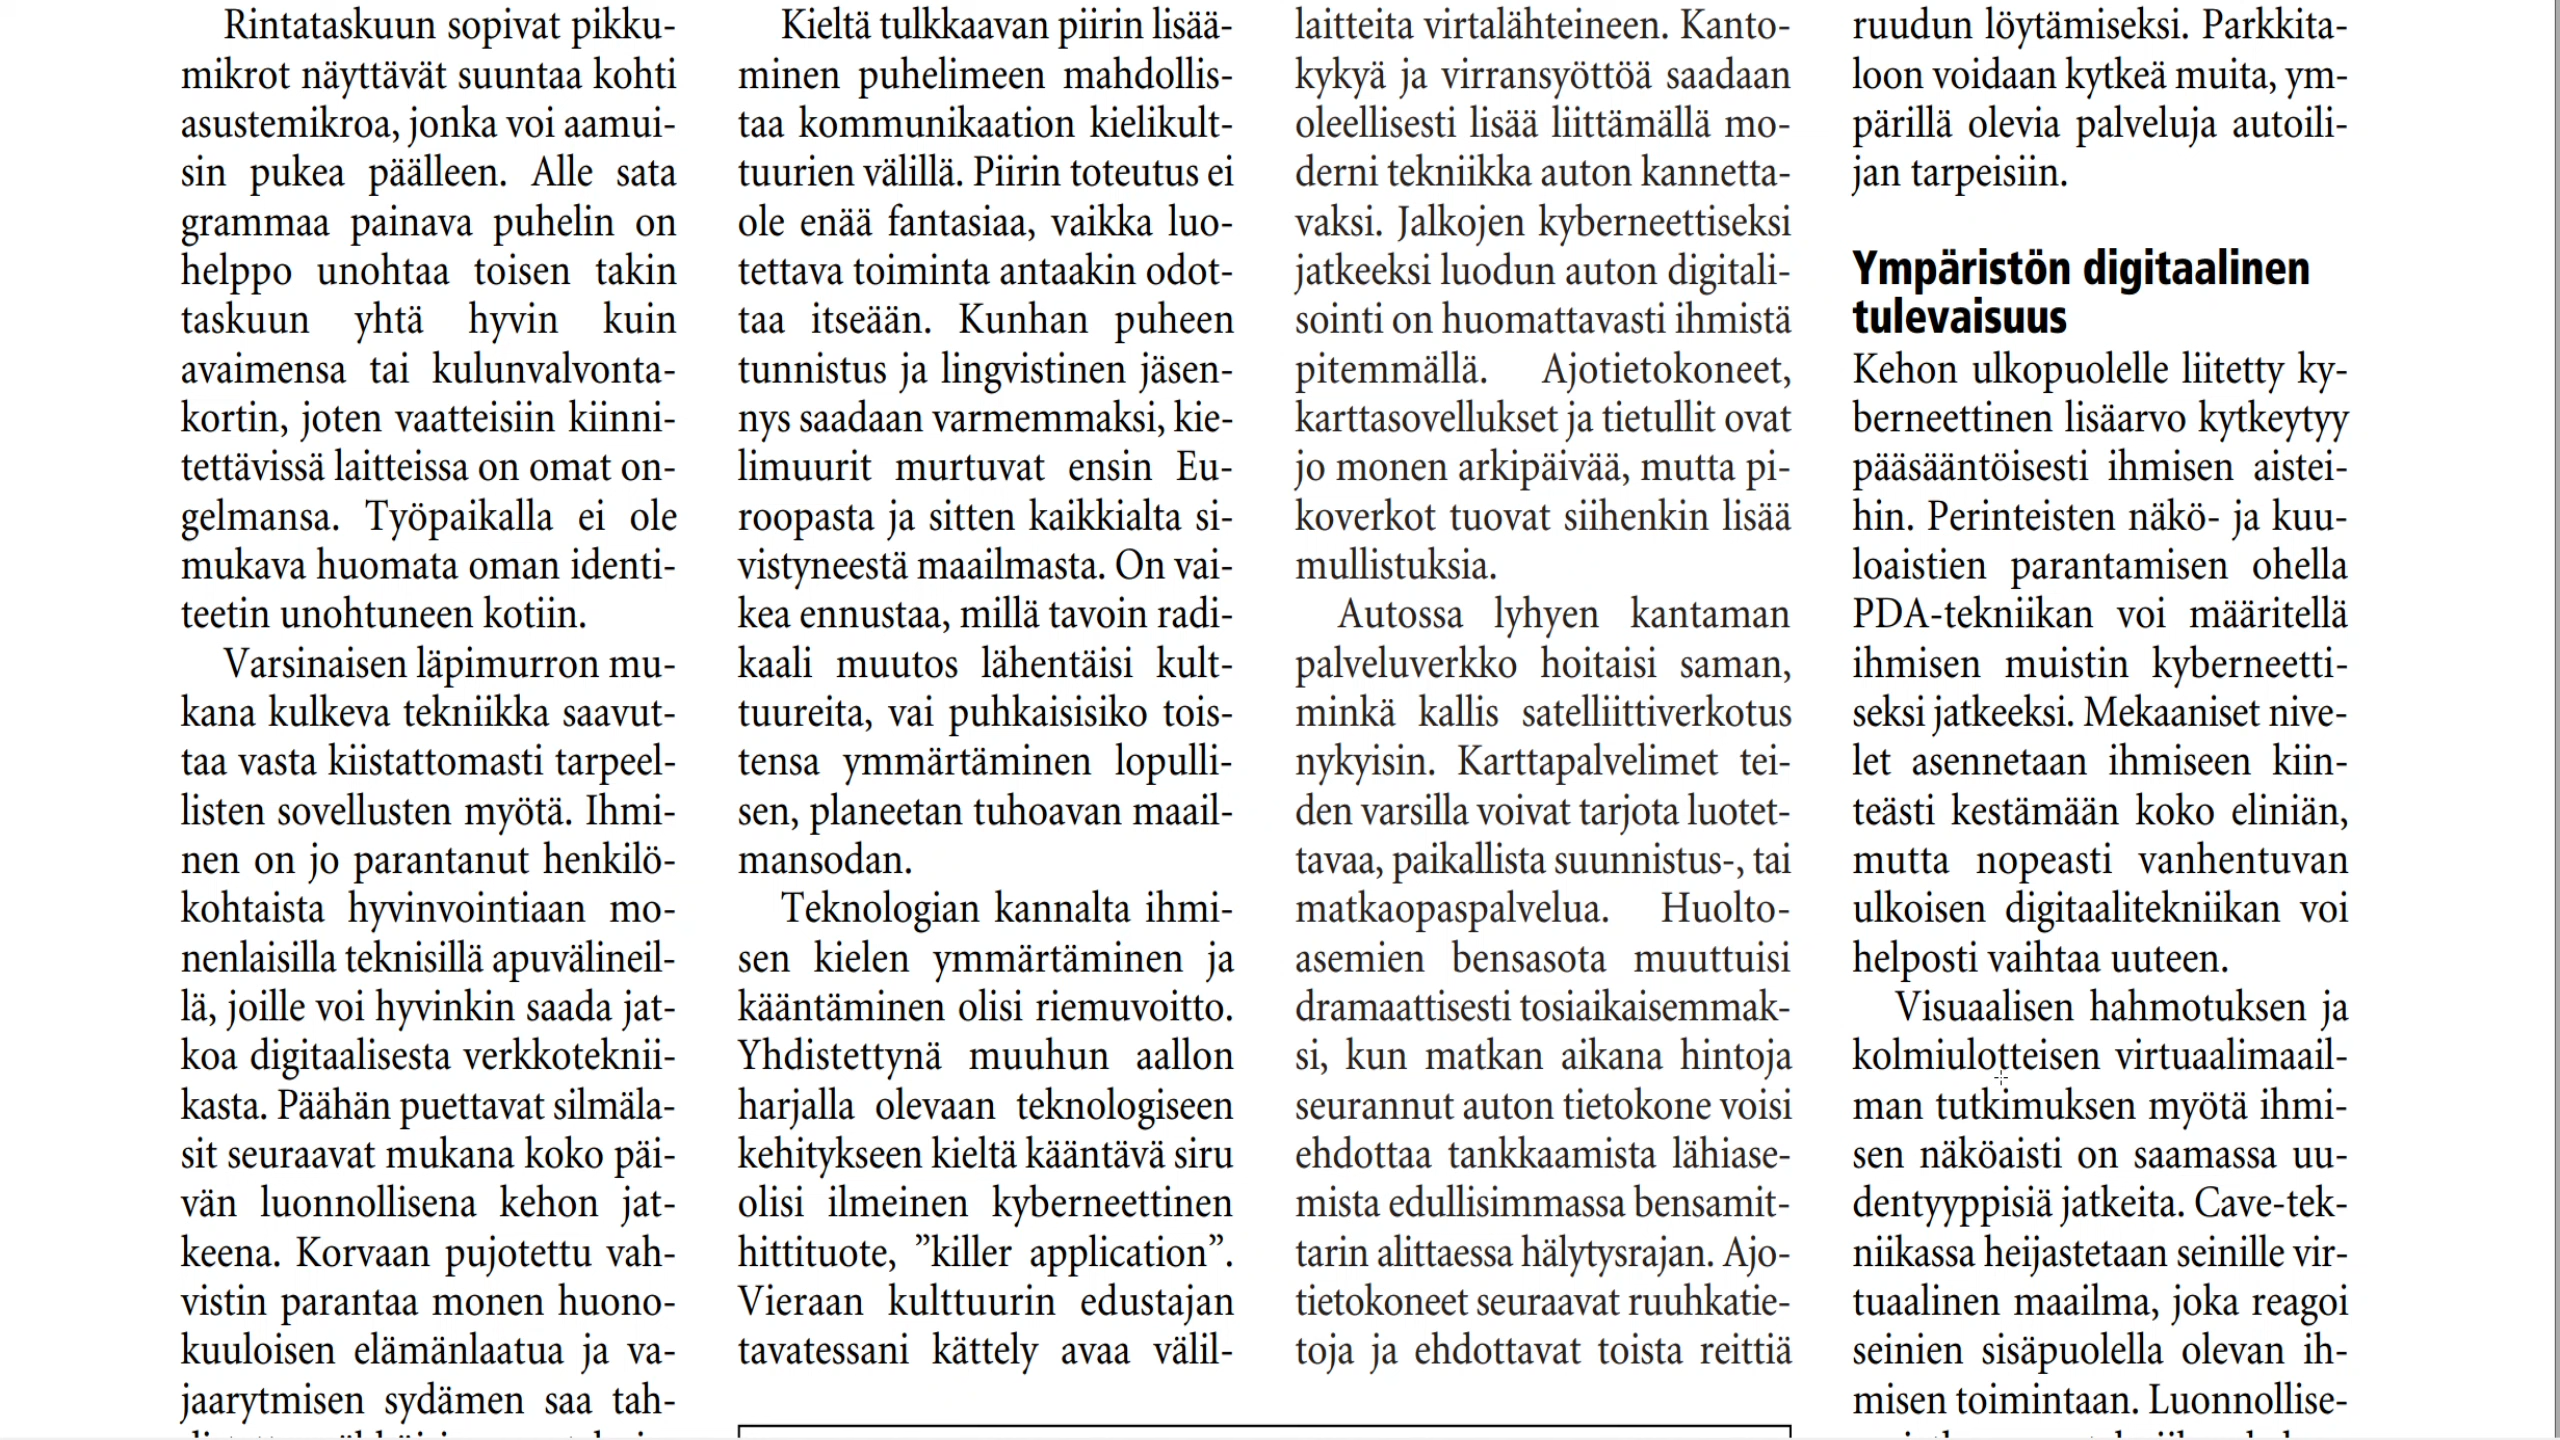 Rintataskuun sopivat pikku-
mikrot näyttävät suuntaa kohti
asustemikroa, jonka voi aamui-
sin pukea päälleen. Alle sata
grammaa painava puhelin on
helppo unohtaa toisen takin
taskuun yhtä hyvin kuin
avaimensa tai kulunvalvonta-
kortin, joten vaatteisiin kiinni-
tettävissä laitteissa on omat on-
gelmansa. Työpaikalla ei ole
mukava huomata oman identi-
teetin unohtuneen kotiin.
Varsinaisen läpimurron mu-
kana kulkeva tekniikka saavut-
taa vasta kiistattomasti tarpeel-
listen sovellusten myötä. Ihmi-
nen on jo parantanut henkilö-
kohtaista hyvinvointiaan mo-
nenlaisilla teknisillä apuvälineil-
lä, joille voi hyvinkin saada jat-
koa digitaalisesta verkkoteknii-
kasta. Päähän puettavat silmäla-
sit seuraavat mukana koko päi-
vän luonnollisena kehon jat-
keena. Korvaan pujotettu vah-
vistin parantaa monen huono-
kuuloisen elämänlaatua ja va-
jaarytmisen sydämen saa tah-
Kieltä tulkkaavan piirin lisää-
minen puhelimeen mahdollis-
taa kommunikaation kielikult-
tuurien välillä. Piirin toteutus ei
ole enää fantasiaa, vaikka luo-
tettava toiminta antaakin odot-
taa itseään. Kunhan puheen
tunnistus ja lingvistinen jäsen-
nys saadaan varmemmaksi, kie-
limuurit murtuvat ensin Eu-
roopasta ja sitten kaikkialta si-
vistyneestä maailmasta. On vai-
kea ennustaa, millä tavoin radi-
kaali muutos lähentäisi kult-
tuureita, vai puhkaisisiko tois-
tensa ymmärtäminen lopulli-
sen, planeetan tuhoavan maail-
mansodan.
Teknologian kannalta ihmi-
sen kielen ymmärtäminen ja
kääntäminen olisi riemuvoitto.
Yhdistettynä muuhun aallon
harjalla olevaan teknologiseen
kehitykseen kieltä kääntävä siru
olisi ilmeinen kyberneettinen
hittituote, ”killer application”.
Vieraan kulttuurin edustajan
tavatessani kättely avaa välil-
laitteita virtalähteineen. Kanto-
kykyä ja virransyöttöä saadaan
oleellisesti lisää liittämällä mo-
derni tekniikka auton kannetta-
vaksi. Jalkojen kyberneettiseksi
jatkeeksi luodun auton digitali-
sointi on huomattavasti ihmistä
pitemmällä. Ajotietokoneet,
karttasovellukset ja tietullit ovat
jo monen arkipäivää, mutta pi-
koverkot tuovat siihenkin lisää
mullistuksia.
Autossa lyhyen kantaman
palveluverkko hoitaisi saman,
minkä kallis satelliittiverkotus
nykyisin. Karttapalvelimet tei-
den varsilla voivat tarjota luotet-
tavaa, paikallista suunnistus-, tai
matkaopaspalvelua. Huolto-
asemien bensasota muuttuisi
dramaattisesti tosiaikaisemmak-
si, kun matkan aikana hintoja
seurannut auton tietokone voisi
ehdottaa tankkaamista lähiase-
mista edullisimmassa bensamit-
tarin alittaessa hälytysrajan. Ajo-
tietokoneet seuraavat ruuhkatie-
toja ja ehdottavat toista reittiä
ruudun löytämiseksi. Parkkita-
loon voidaan kytkeä muita, ym-
pärillä olevia palveluja autoili-
jan tarpeisiin.
Ympäristön digitaalinen
tulevaisuus
Kehon ulkopuolelle liitetty ky-
berneettinen lisäarvo kytkeytyy
pääsääntöisesti ihmisen aistei-
hin. Perinteisten näkö- ja kuu-
loaistien parantamisen ohella
PDA-tekniikan voi määritellä
ihmisen muistin kyberneetti-
seksi jatkeeksi. Mekaaniset nive-
let asennetaan ihmiseen kiin-
teästi kestämään koko eliniän,
mutta nopeasti vanhentuvan
ulkoisen digitaalitekniikan voi
helposti vaihtaa uuteen.
Visuaalisen hahmotuksen ja
kolmiulotteisen virtuaalimaail-
man tutkimuksen myötä ihmi-
sen näköaisti on saamassa uu-
dentyyppisiä jatkeita. Cave-tek-
niikassa heijastetaan seinille vir-
tuaalinen maailma, joka reagoi
seinien sisäpuolella olevan ih-
misen toimintaan. Luonnollise-